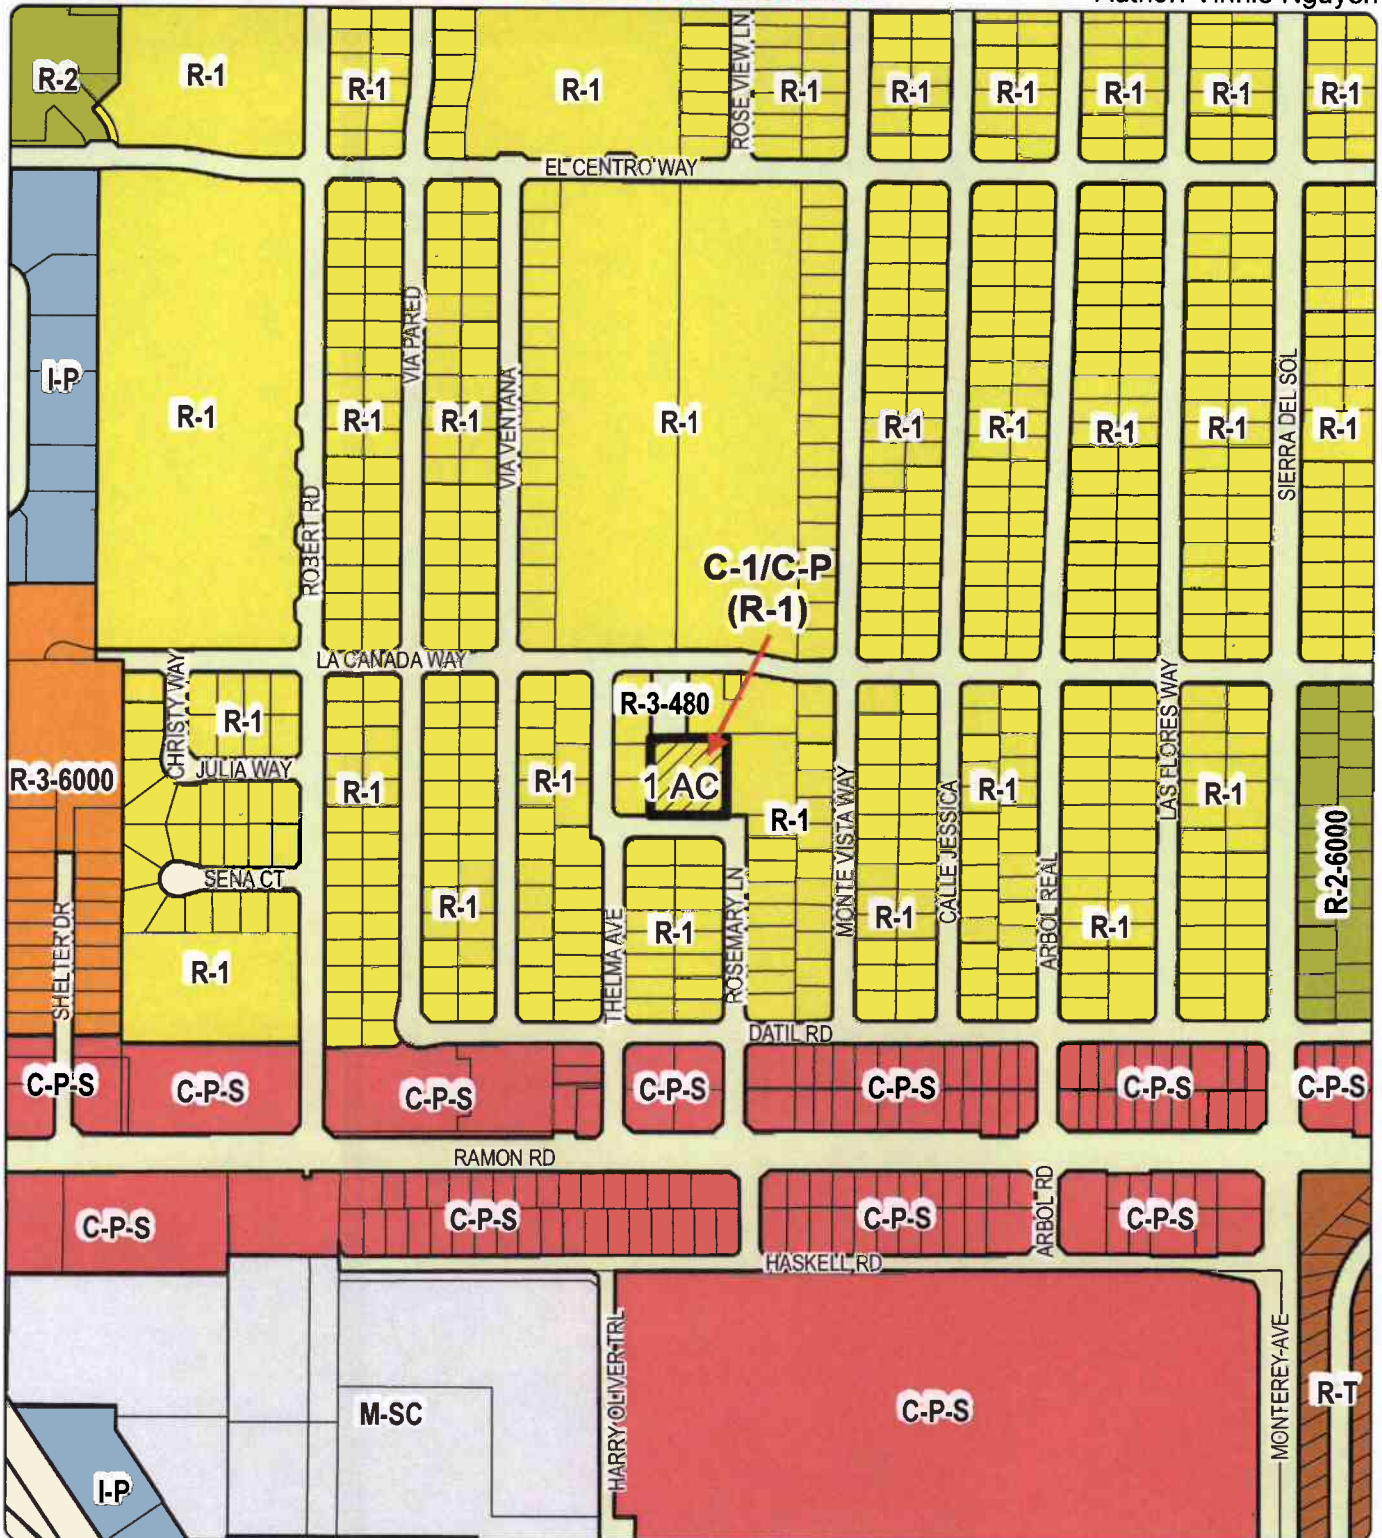 R-2
R-1
R-1
R-1
ROSE VIEW LN
R-1
R-1
R-1
R-1
R-1
R-1
EL CENTRO WAY
I-P
R-1
ROBERT RD
R-1
VIA PARED
R-1
VIA VENTANA
R-1
R-1
R-1
R-1
R-1
SIERRA DEL SOL
R-1
C-1/C-P
(R-1)
LA CANADA WAY
CHRISTY WAY
R-1
R-3-480
JULIA WAY
R-3-6000
R-1
R-1
1 AC
R-1
MONTE VISTA WAY
CALLE JESSICA
R-1
ARBOL REAL
LAS FLORES WAY
R-1
R-2-6000
SENA CT
SHELTER DR
R-1
R-1
THELMA AVE
R-1
ROSEMARY LN
R-1
R-1
DATIL RD
C-P-S
C-P-S
C-P-S
C-P-S
C-P-S
C-P-S
C-P-S
RAMON RD
C-P-S
C-P-S
C-P-S
ARBOL RD
C-P-S
HASKELL RD
HARRY OLIVER TRL
MONTEREY AVE
M-SC
C-P-S
R-T
I-P